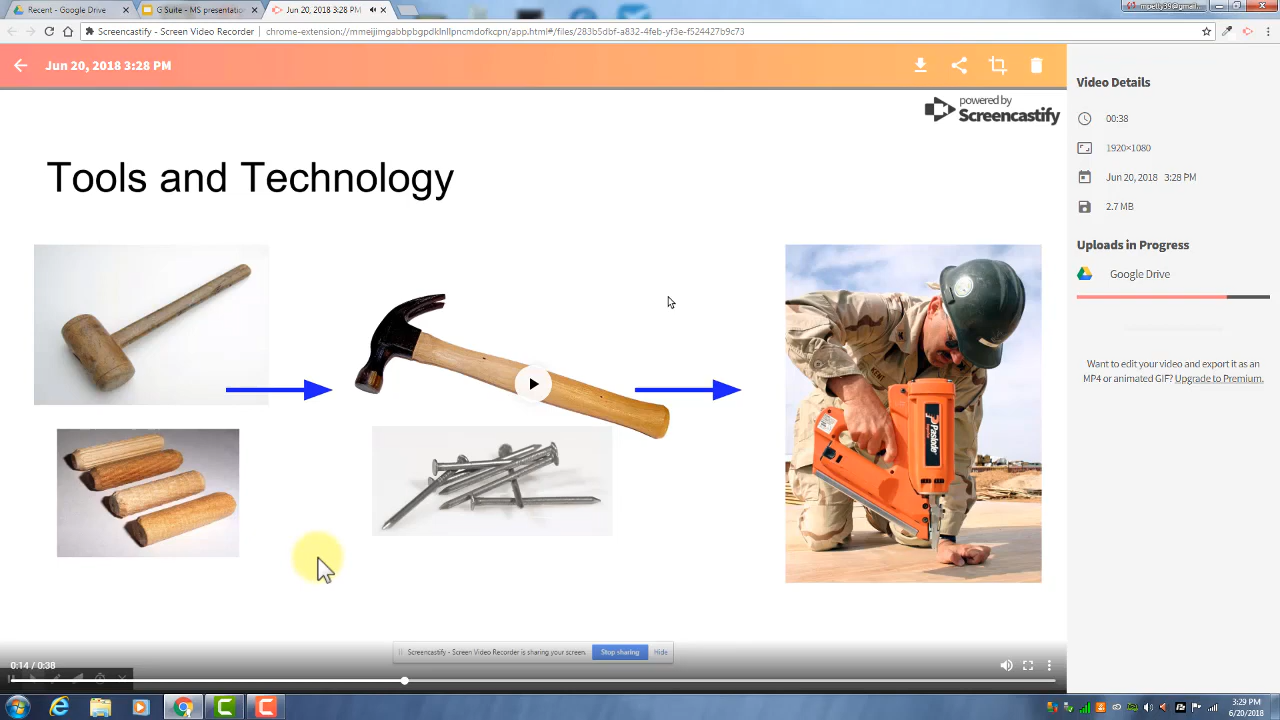 Recent - Google Drive
G Suite - MS presentation
Jun 20, 2018 3:28 PM
Screencastify - Screen Video Recorder
chrome-extension://mmeijimgabbpbgpdklnllpncmdofkcpn/app.html#/files/283b5dbf-a832-4feb-yf3e-f524427b9c73
Jun 20, 2018 3:28 PM
powered by
Screencastify
Tools and Technology
Paslode
0:14 / 0:38
Screencastify - Screen Video Recorder is sharing your screen.
Stop sharing
Hide
Video Details
00:38
1920×1080
Jun 20, 2018 3:28 PM
2.7 MB
Uploads in Progress
Google Drive
Want to edit your video and export it as an
MP4 or animated GIF? Upgrade to Premium.
3:29 PM
6/20/2018